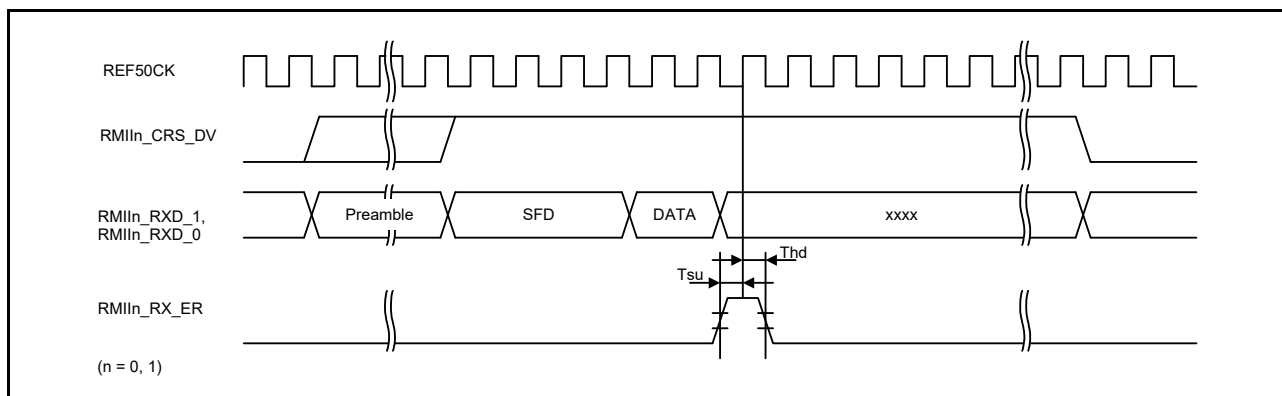 REF50CK
RMIIn_CRS_DV
RMIIn_RXD_1,
RMIIn_RXD_0
Preamble
SFD
DATA
xxxx
Thd
Tsu
RMIIn_RX_ER
(n = 0, 1)